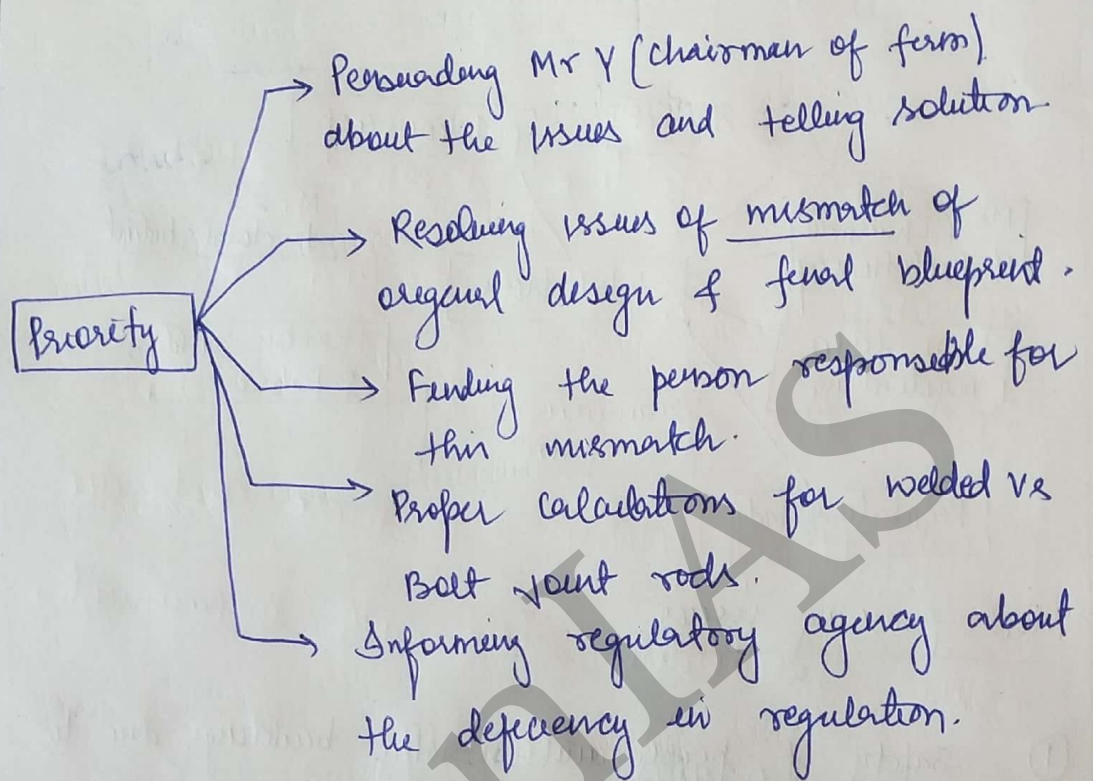 Persuading Mr Y (Chairman of firm)
about the issues and telling solution.
Resolving issues of mismatch of
original design & final blueprint.
Priority
Finding the person responsible for
this mismatch.
Proper Calculations for welded vs
Bolt joint rods.
Informing regulatory agency about
the deficiency in regulation.
nIAS